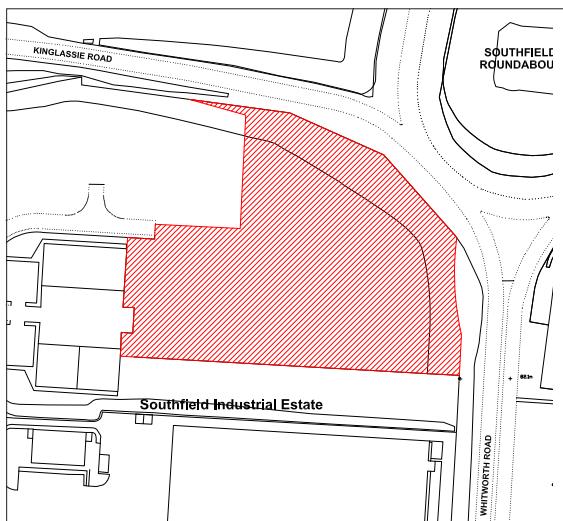 KINGLASSIE ROAD
SOUTHFIELD
ROUNDABOU
Southfield Industrial Estate
WHITWORTH ROAD